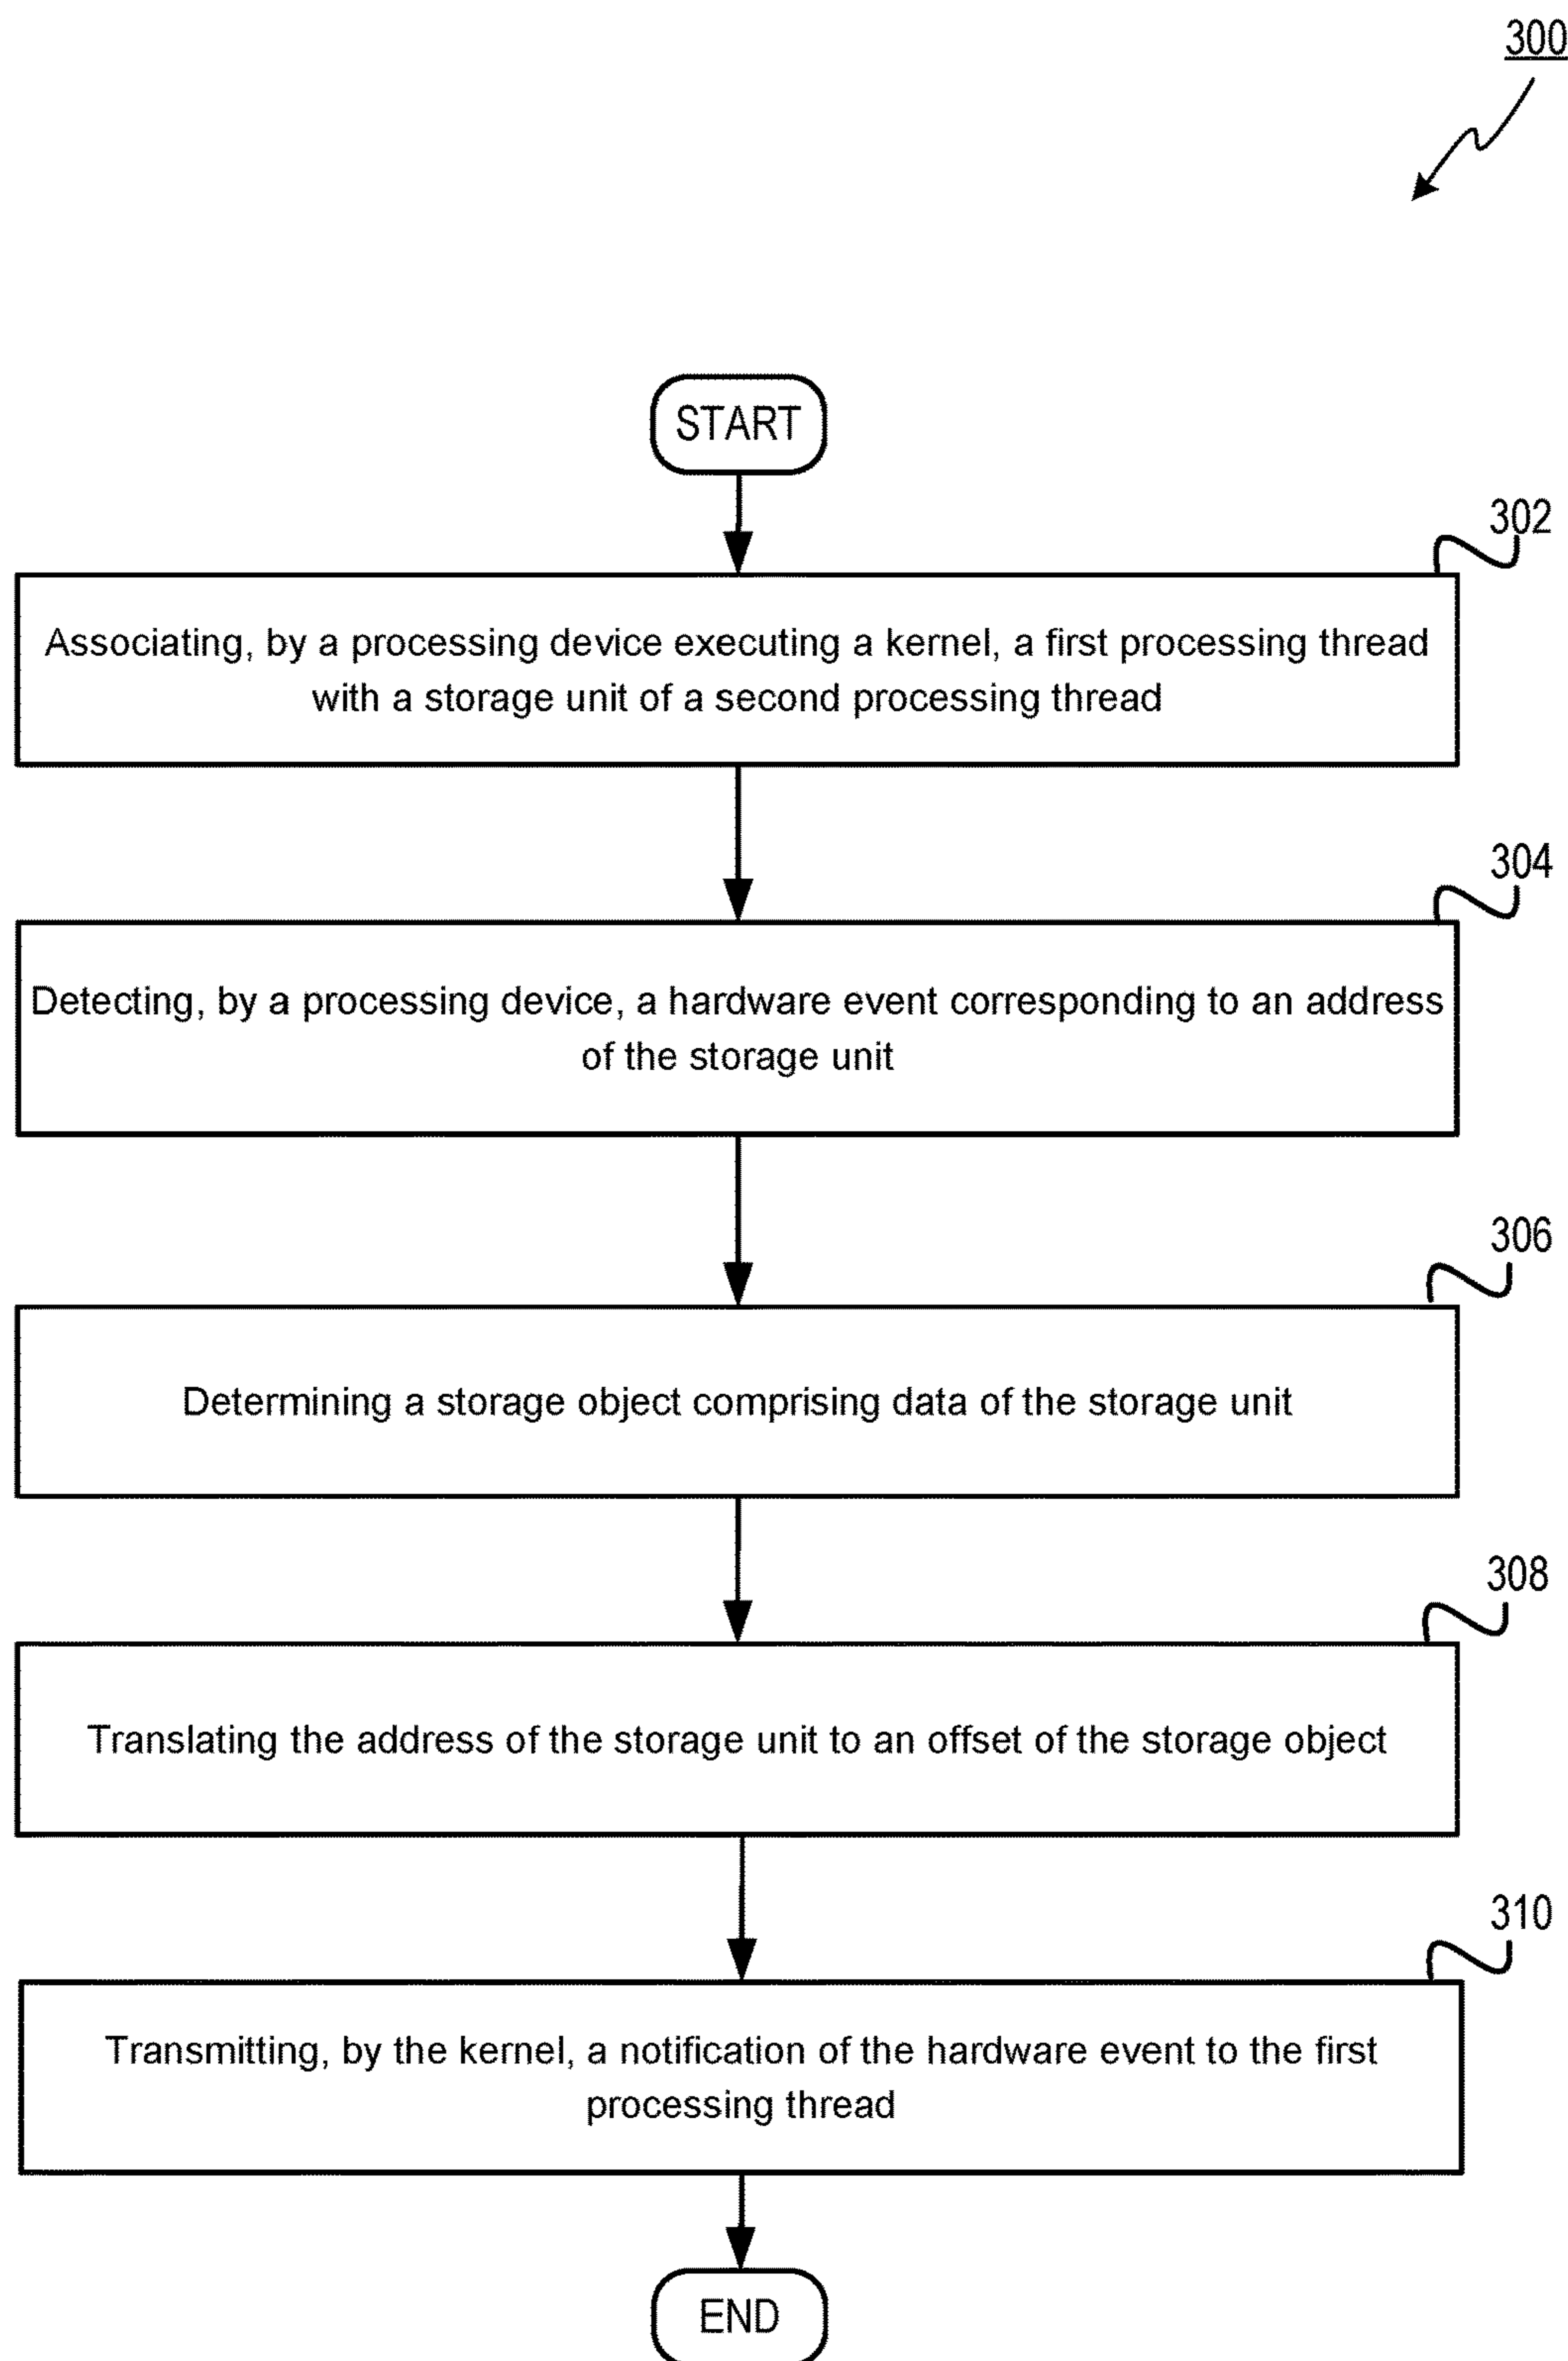 300
START
302
Associating, by a processing device executing a kernel, a first processing thread
with a storage unit of a second processing thread
304
Detecting, by a processing device, a hardware event corresponding to an address
of the storage unit
306
Determining a storage object comprising data of the storage unit
308
Translating the address of the storage unit to an offset of the storage object
310
Transmitting, by the kernel, a notification of the hardware event to the first
processing thread
END